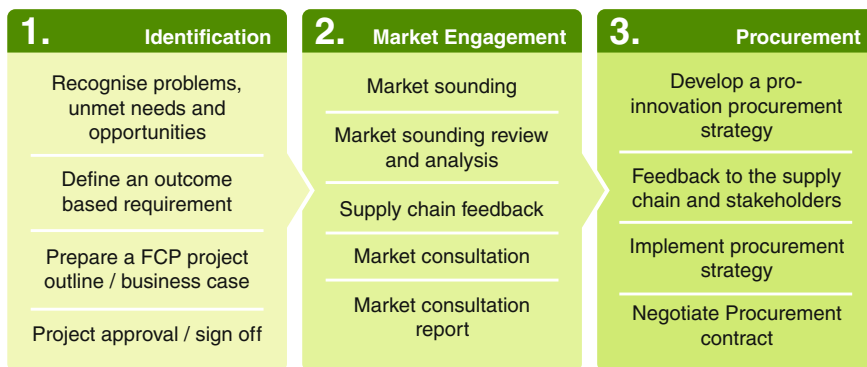 1. Identification
Recognise problems,
unmet needs and
opportunities
Define an outcome
based requirement
Prepare a FCP project
outline / business case
Project approval / sign off
2. Market Engagement
Market sounding
Market sounding review
and analysis
Supply chain feedback
Market consultation
Market consultation
report
3. Procurement
Develop a pro-
innovation procurement
strategy
Feedback to the supply
chain and stakeholders
Implement procurement
strategy
Negotiate Procurement
contract